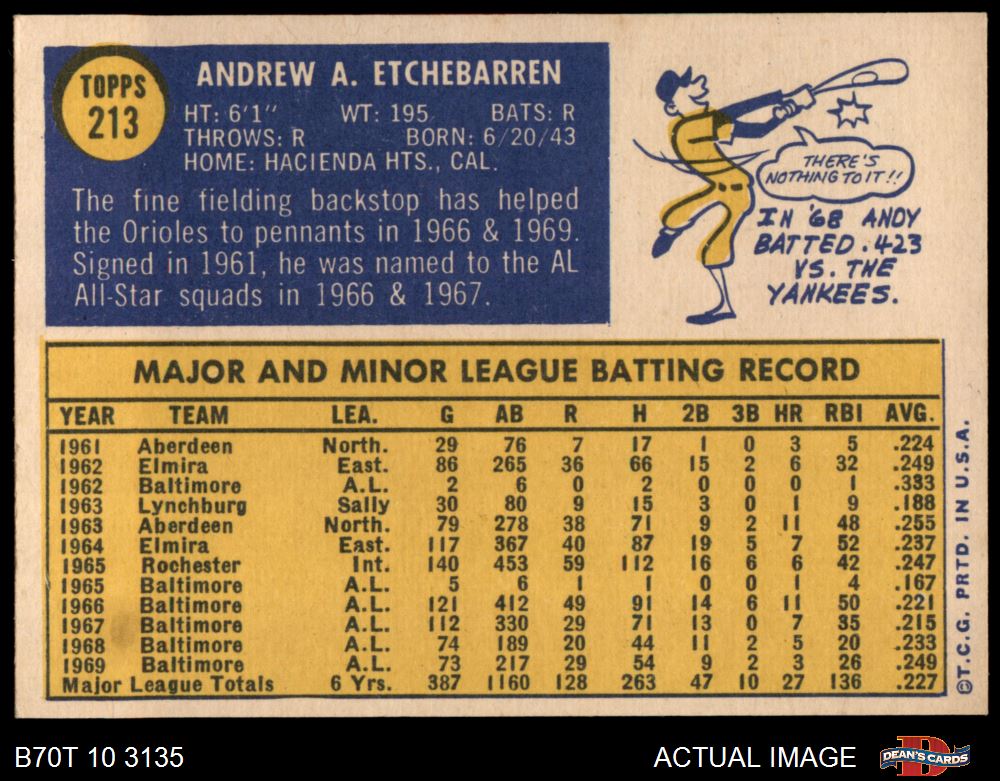 TOPPS
213
ANDREW A. ETCHEBARREN
HT: 6'1" WT: 195 BATS: R
THROWS: R BORN: 6/20/43
HOME: HACIENDA HTS., CAL.
The fine fielding backstop has helped
the Orioles to pennants in 1966 & 1969.
Signed in 1961, he was named to the AL
All-Star squads in 1966 & 1967.
THERE'S
NOTHING TO IT!!
IN '68 ANDY
BATTED .423
VS. THE
YANKEES.
MAJOR AND MINOR LEAGUE BATTING RECORD
YEAR TEAM LEA. G AB R H 2B 3B HR RBI AVG.
1961 Aberdeen North. 29 76 7 17 1 0 3 5 .224
1962 Elmira East. 86 265 36 66 15 2 6 32 .249
1962 Baltimore A.L. 2 6 0 2 0 0 0 1 .333
1963 Lynchburg Sally 30 80 9 15 3 0 1 9 .188
1963 Aberdeen North. 79 278 38 71 9 2 11 48 .255
1964 Elmira East. 117 367 40 87 19 5 7 52 .237
1965 Rochester Int. 140 453 59 112 16 6 6 42 .247
1965 Baltimore A.L. 5 6 1 1 0 0 1 4 .167
1966 Baltimore A.L. 121 412 49 91 14 6 11 50 .221
1967 Baltimore A.L. 112 330 29 71 13 0 7 35 .215
1968 Baltimore A.L. 74 189 20 44 11 2 5 20 .233
1969 Baltimore A.L. 73 217 29 54 9 2 3 26 .249
Major League Totals 6 Yrs. 387 1160 128 263 47 10 27 136 .227
©T.C.G. PRTD. IN U.S.A.
B70T 10 3135
ACTUAL IMAGE
D
DEAN'S CARDS